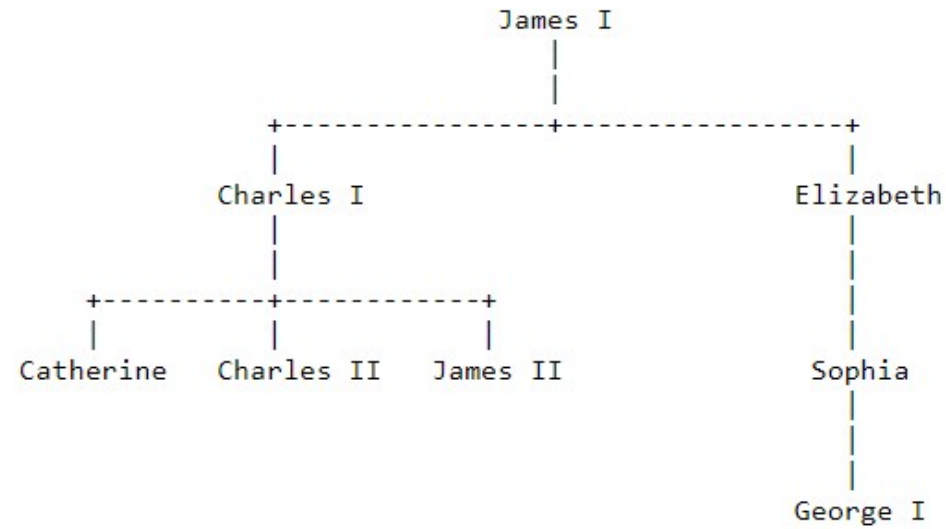 James I
Charles I Elizabeth
Catherine Charles II James II Sophia
George I